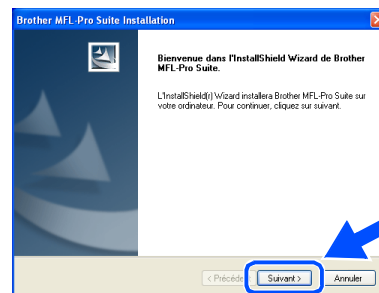 Brother MFL-Pro Suite Installation
Bienvenue dans l'InstallShield Wizard de Brother
MFL-Pro Suite.
L'InstallShield(r) Wizard installera Brother MFL-Pro Suite sur
votre ordinateur. Pour continuer, cliquez sur suivant.
< Précéde
Suivant >
Annuler